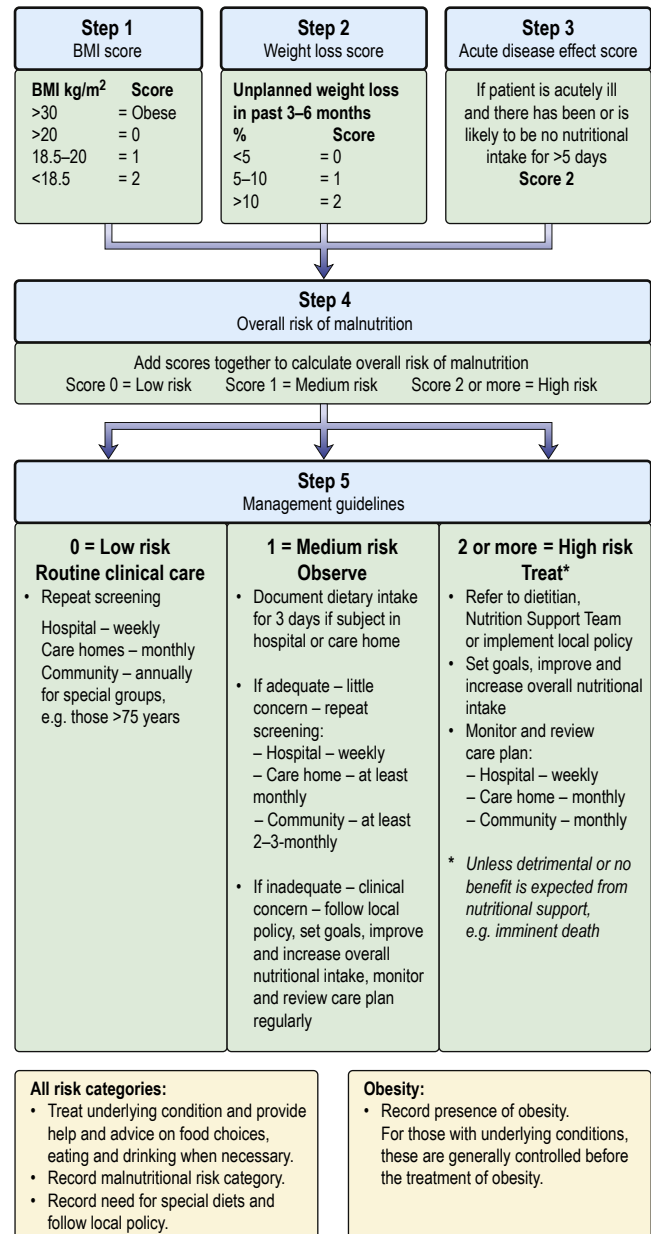 Step 1
BMI score
BMI kg/m² Score
>30 = Obese
>20 = 0
18.5–20 = 1
<18.5 = 2
Step 2
Weight loss score
Unplanned weight loss
in past 3–6 months
% Score
<5 = 0
5–10 = 1
>10 = 2
Step 3
Acute disease effect score
If patient is acutely ill
and there has been or is
likely to be no nutritional
intake for >5 days
Score 2
Step 4
Overall risk of malnutrition
Add scores together to calculate overall risk of malnutrition
Score 0 = Low risk Score 1 = Medium risk Score 2 or more = High risk
Step 5
Management guidelines
0 = Low risk
Routine clinical care
• Repeat screening
Hospital – weekly
Care homes – monthly
Community – annually
for special groups,
e.g. those >75 years
1 = Medium risk
Observe
• Document dietary intake
for 3 days if subject in
hospital or care home
• If adequate – little
concern – repeat
screening:
– Hospital – weekly
– Care home – at least
monthly
– Community – at least
2–3-monthly
• If inadequate – clinical
concern – follow local
policy, set goals, improve
and increase overall
nutritional intake, monitor
and review care plan
regularly
2 or more = High risk
Treat*
• Refer to dietitian,
Nutrition Support Team
or implement local policy
• Set goals, improve and
increase overall nutritional
intake
• Monitor and review
care plan:
– Hospital – weekly
– Care home – monthly
– Community – monthly
* Unless detrimental or no
benefit is expected from
nutritional support,
e.g. imminent death
All risk categories:
• Treat underlying condition and provide
help and advice on food choices,
eating and drinking when necessary.
• Record malnutritional risk category.
• Record need for special diets and
follow local policy.
Obesity:
• Record presence of obesity.
For those with underlying conditions,
these are generally controlled before
the treatment of obesity.